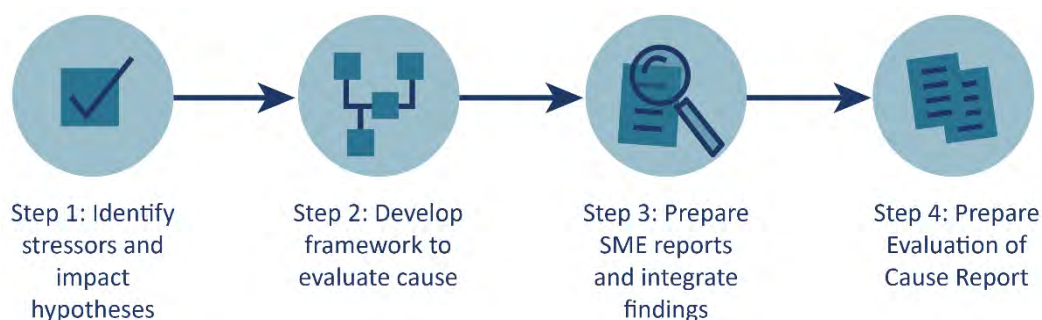 Step 1: Identify
stressors and
impact
hypotheses
Step 2: Develop
framework to
evaluate cause
Step 3: Prepare
SME reports
and integrate
findings
Step 4: Prepare
Evaluation of
Cause Report